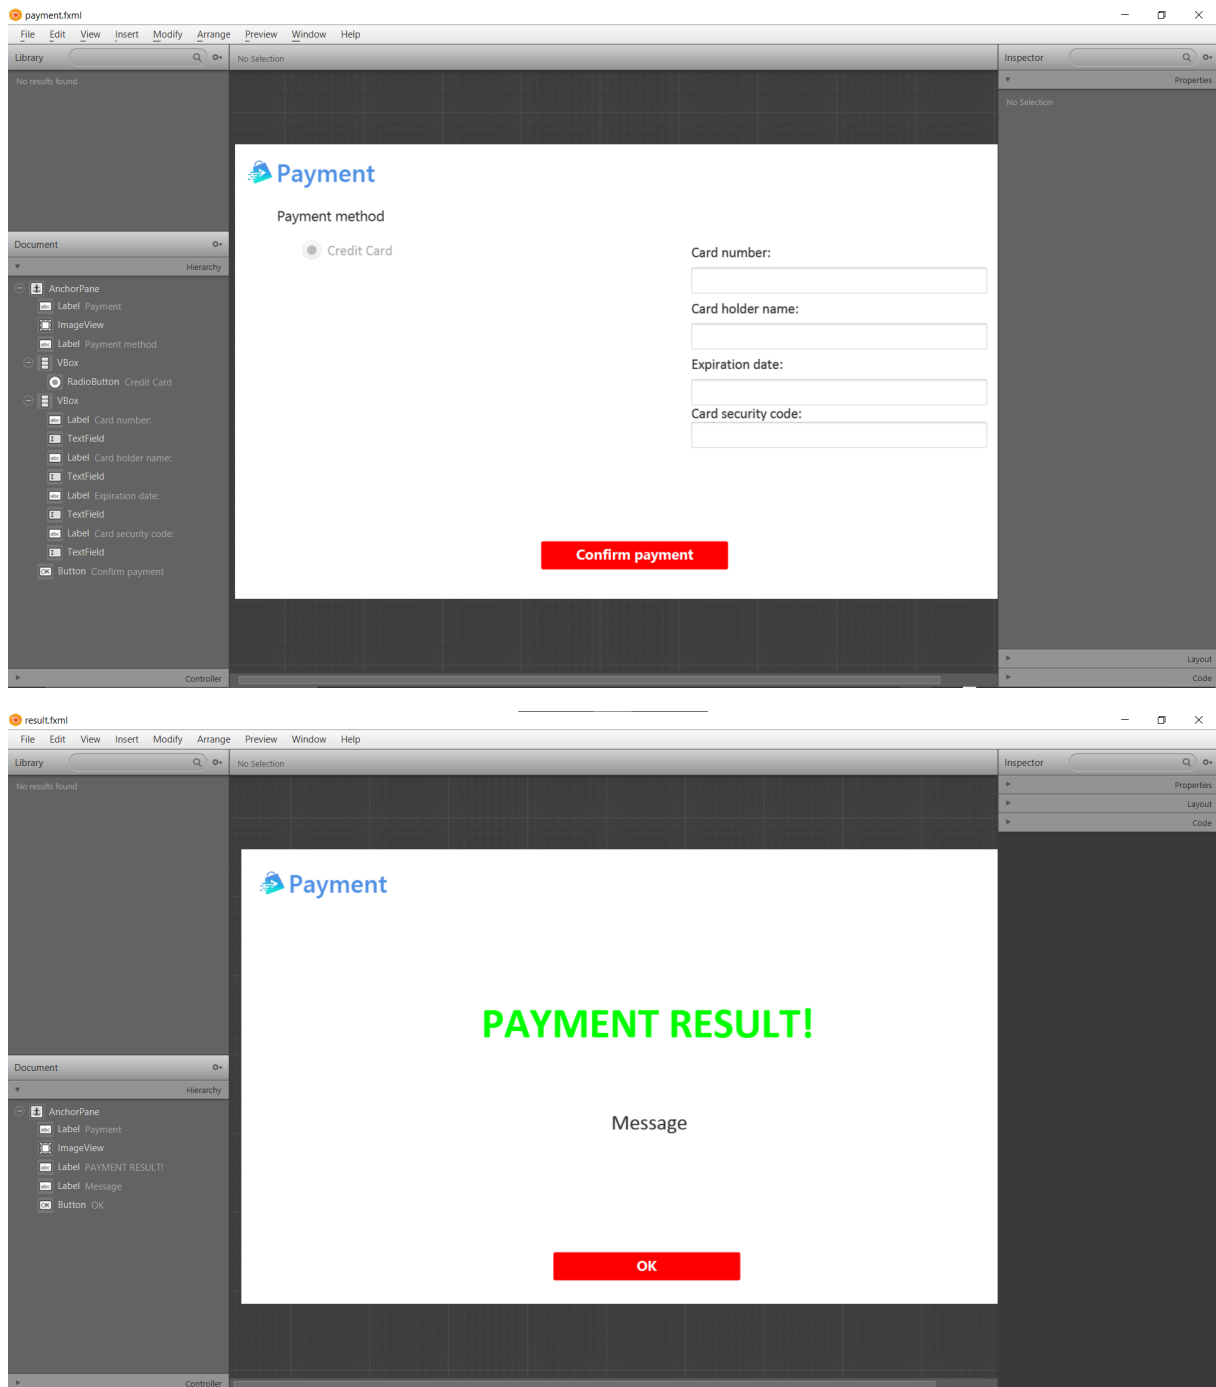 payment.fxml
File Edit View Insert Modify Arrange Preview Window Help
Library
No Selection
Inspector
No results found
Properties
No Selection
Payment
Payment method
Credit Card
Card number:
Card holder name:
Expiration date:
Card security code:
Confirm payment
Document
Hierarchy
AnchorPane
Label Payment
ImageView
Label Payment method
VBox
RadioButton Credit Card
VBox
Label Card number:
TextField
Label Card holder name:
TextField
Label Expiration date:
TextField
Label Card security code:
TextField
Button Confirm payment
Controller
Layout
Code
result.fxml
File Edit View Insert Modify Arrange Preview Window Help
Library
No Selection
Inspector
No results found
Properties
Layout
Code
Payment
PAYMENT RESULT!
Message
OK
Document
Hierarchy
AnchorPane
Label Payment
ImageView
Label PAYMENT RESULT!
Label Message
Button OK
Controller